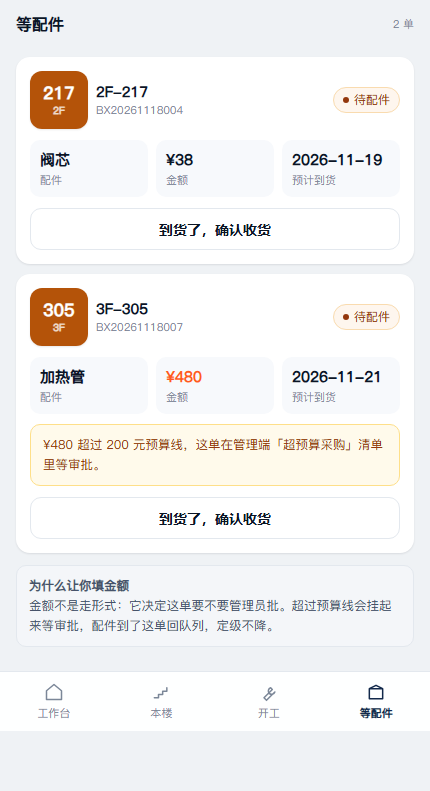 等配件
2 单
217
2F
2F-217
BX20261118004
待配件
阀芯
配件
¥38
金额
2026-11-19
预计到货
到货了，确认收货
305
3F
3F-305
BX20261118007
待配件
加热管
配件
¥480
金额
2026-11-21
预计到货
¥480 超过 200 元预算线，这单在管理端「超预算采购」清单
里等审批。
到货了，确认收货
为什么让你填金额
金额不是走形式：它决定这单要不要管理员批。超过预算线会挂起
来等审批，配件到了这单回队列，定级不降。
工作台
本楼
开工
等配件